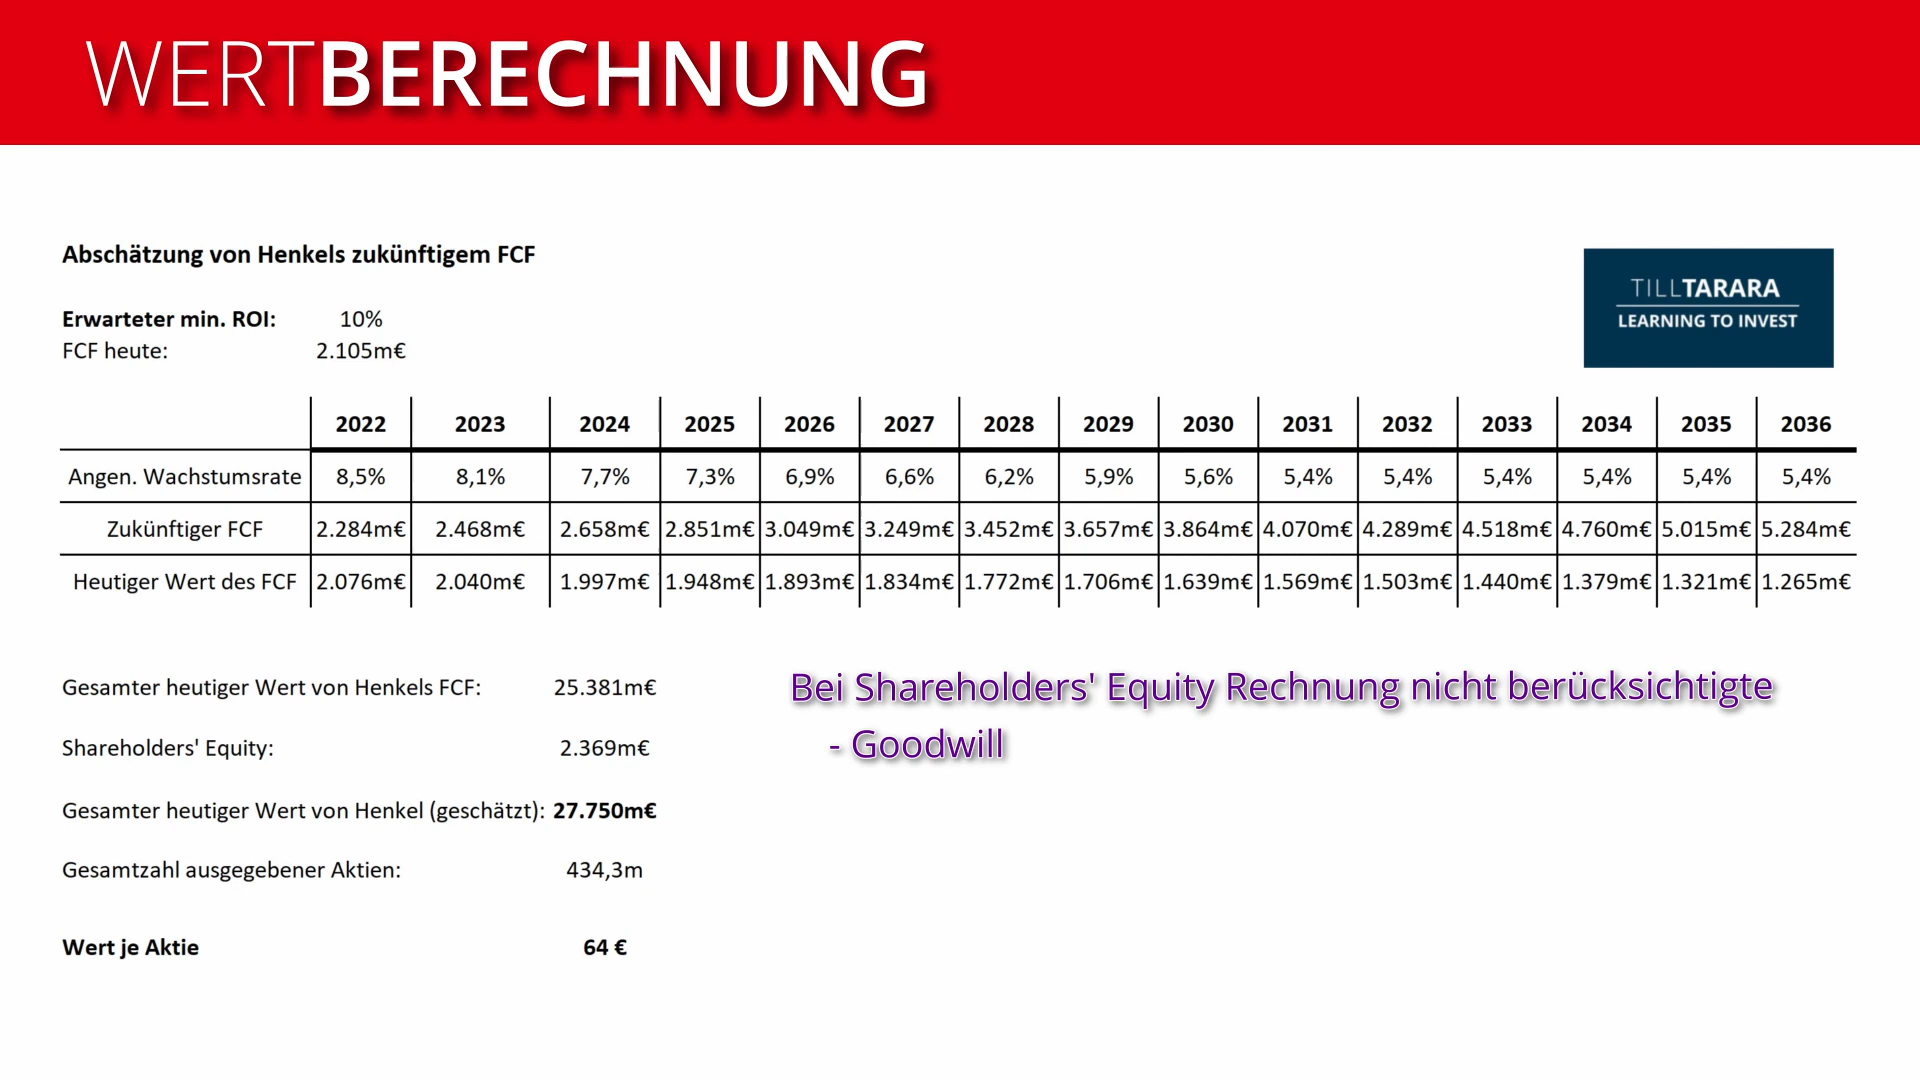 WERTBERECHNUNG
Abschätzung von Henkels zukünftigem FCF
TILLTARARA
LEARNING TO INVEST
Erwarteter min. ROI: 10%
FCF heute: 2.105m€
2022 2023 2024 2025 2026 2027 2028 2029 2030 2031 2032 2033 2034 2035 2036
Angen. Wachstumsrate 8,5% 8,1% 7,7% 7,3% 6,9% 6,6% 6,2% 5,9% 5,6% 5,4% 5,4% 5,4% 5,4% 5,4% 5,4%
Zukünftiger FCF 2.284m€ 2.468m€ 2.658m€ 2.851m€ 3.049m€ 3.249m€ 3.452m€ 3.657m€ 3.864m€ 4.070m€ 4.289m€ 4.518m€ 4.760m€ 5.015m€ 5.284m€
Heutiger Wert des FCF 2.076m€ 2.040m€ 1.997m€ 1.948m€ 1.893m€ 1.834m€ 1.772m€ 1.706m€ 1.639m€ 1.569m€ 1.503m€ 1.440m€ 1.379m€ 1.321m€ 1.265m€
Gesamter heutiger Wert von Henkels FCF: 25.381m€
Shareholders' Equity: 2.369m€
Gesamter heutiger Wert von Henkel (geschätzt): 27.750m€
Gesamtzahl ausgegebener Aktien: 434,3m
Wert je Aktie 64 €
Bei Shareholders' Equity Rechnung nicht berücksichtigte
- Goodwill